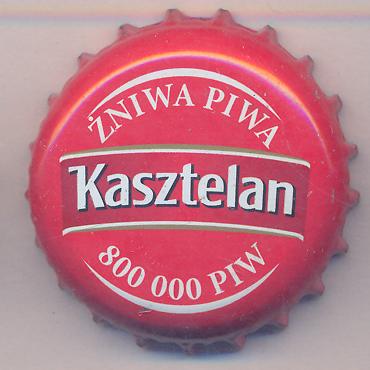 ŻNIWA PIWA
Kasztelan
800 000 PIW